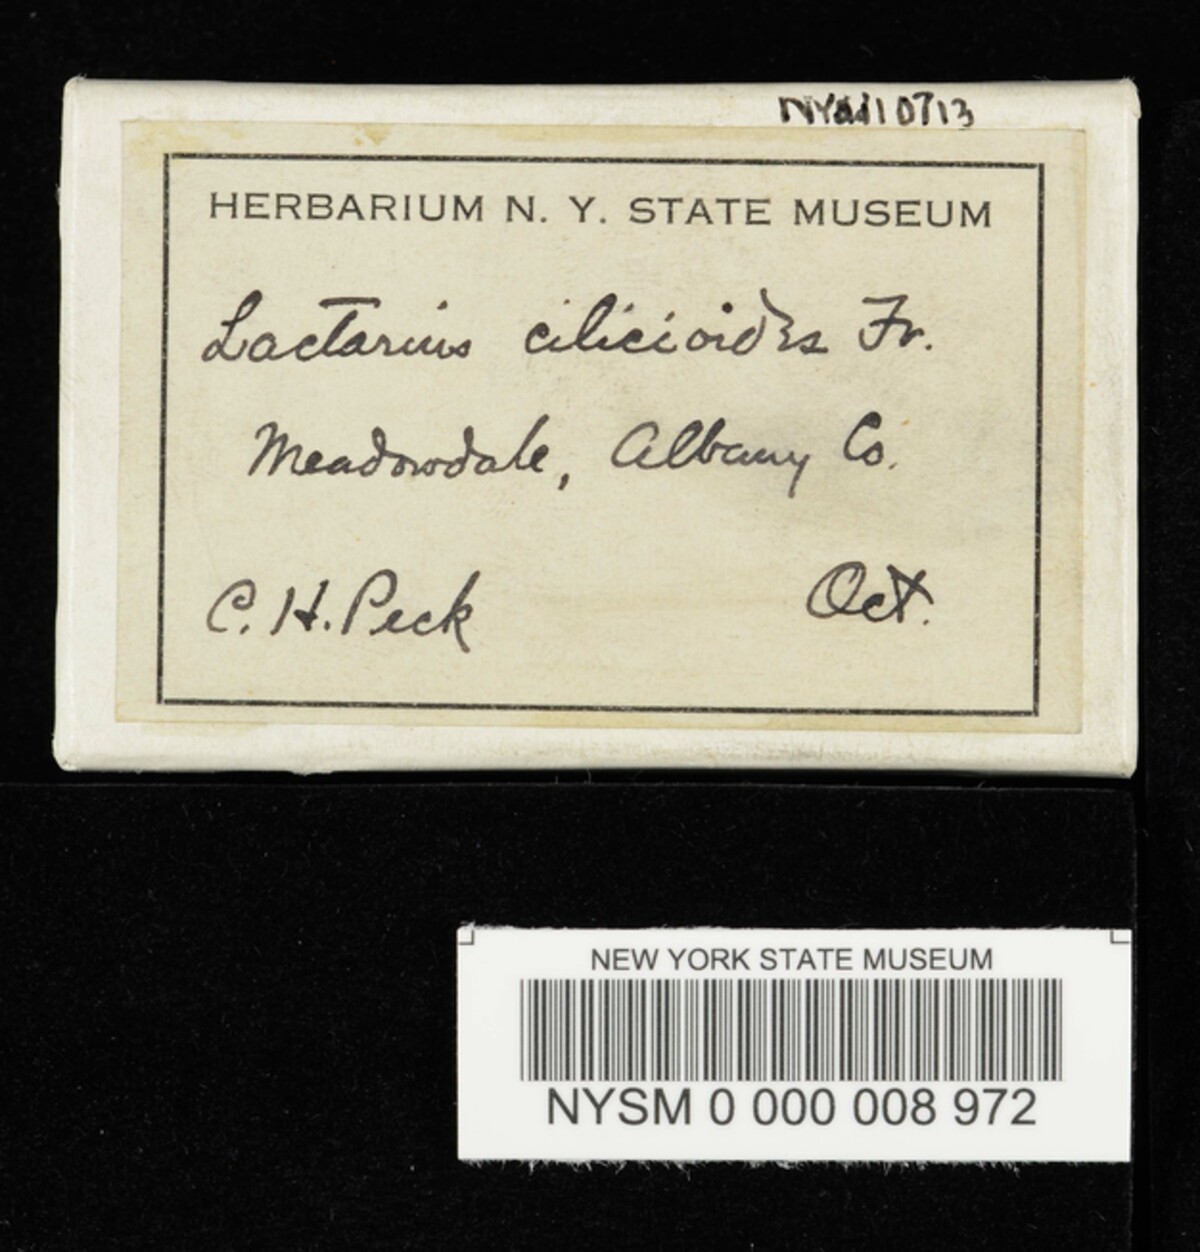 HERBARIUM N. Y. STATE MUSEUM
Lactarius cilicioides Fr.
Meadowdale, Albany Co.
C. H. Peck Oct.
NEW YORK STATE MUSEUM
NYSM 0 000 008 972